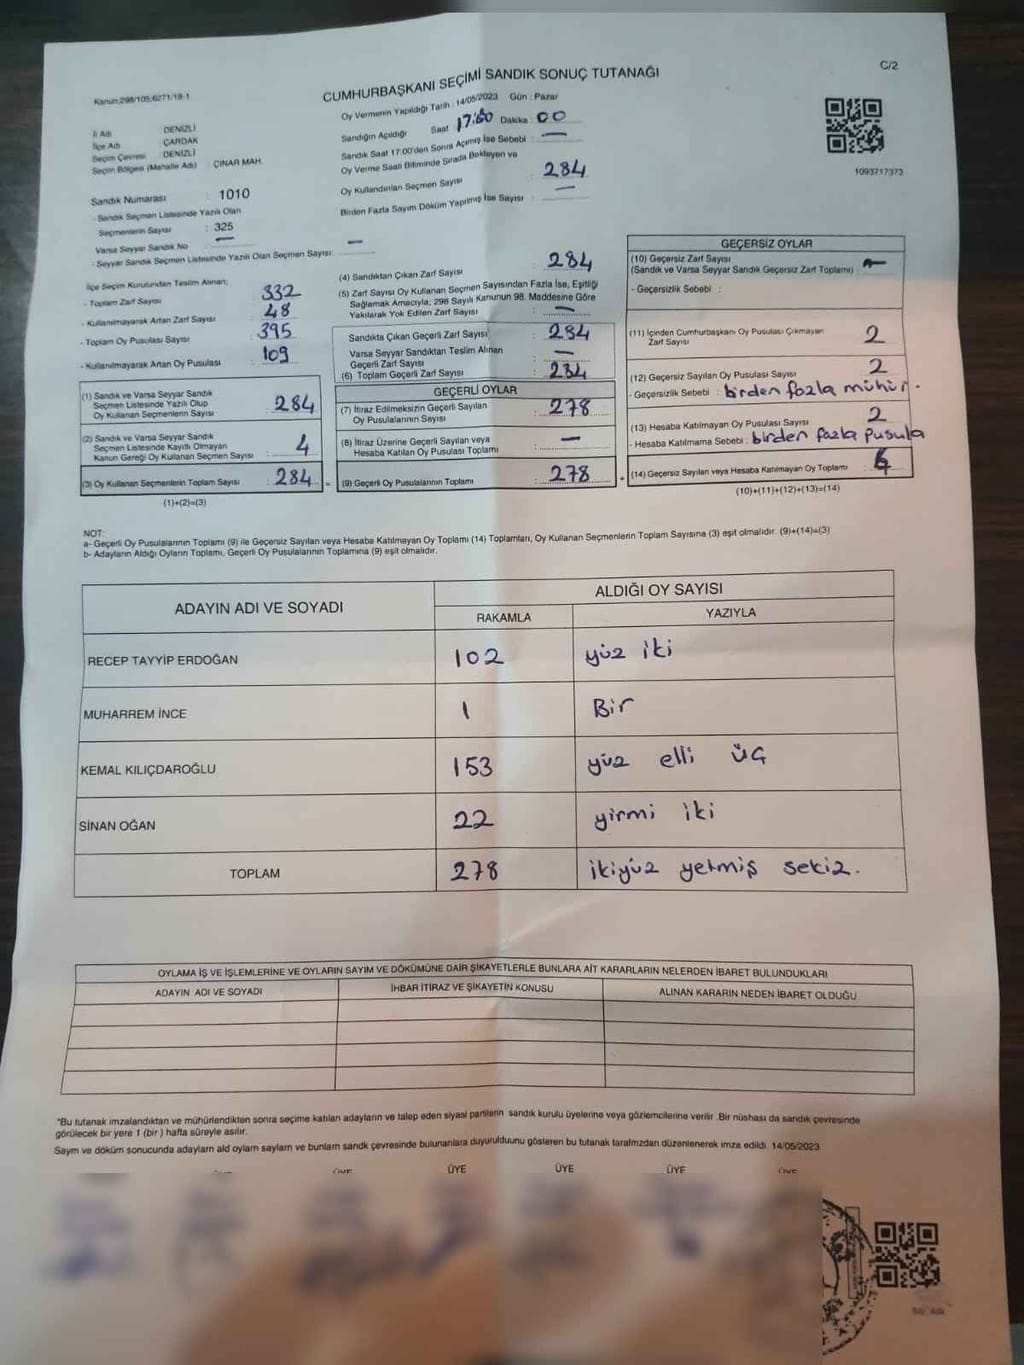 C/2
Kanun:298/105;6271/18-1
CUMHURBAŞKANI SEÇİMİ SANDIK SONUÇ TUTANAĞI
Oy Vermenin Yapıldığı Tarih : 14/05/2023 Gün : Pazar
Sandığın Açıldığı Saat 17:00 Dakika : 00
Sandık Saat 17:00'den Sonra Açılmış İse Sebebi : —
Oy Verme Saati Bitiminde Sırada Bekleyen ve
Oy Kullandırılan Seçmen Sayısı : 284
Birden Fazla Sayım Döküm Yapılmış İse Sayısı : —
İl Adı DENİZLİ
İlçe Adı ÇARDAK
Seçim Çevresi DENİZLİ
Seçim Bölgesi (Mahalle Adı) : ÇINAR MAH.
1093717373
Sandık Numarası : 1010
- Sandık Seçmen Listesinde Yazılı Olan
Seçmenlerin Sayısı : 325
Varsa Seyyar Sandık No : —
- Seyyar Sandık Seçmen Listesinde Yazılı Olan Seçmen Sayısı: —
İlçe Seçim Kurulundan Teslim Alınan;
- Toplam Zarf Sayısı : 332
- Kullanılmayarak Artan Zarf Sayısı : 48
- Toplam Oy Pusulası Sayısı : 395
- Kullanılmayarak Artan Oy Pusulası : 109
(1) Sandık ve Varsa Seyyar Sandık
Seçmen Listesinde Yazılı Olup
Oy Kullanan Seçmenlerin Sayısı : 284
(2) Sandık ve Varsa Seyyar Sandık
Seçmen Listesinde Kayıtlı Olmayan
Kanun Gereği Oy Kullanan Seçmen Sayısı : 4
(3) Oy Kullanan Seçmenlerin Toplam Sayısı : 284 =
(1)+(2)=(3)
(4) Sandıktan Çıkan Zarf Sayısı : 284
(5) Zarf Sayısı Oy Kullanan Seçmen Sayısından Fazla İse, Eşitliği
Sağlamak Amacıyla; 298 Sayılı Kanunun 98. Maddesine Göre
Yakılarak Yok Edilen Zarf Sayısı : —
Sandıkta Çıkan Geçerli Zarf Sayısı : 284
Varsa Seyyar Sandıktan Teslim Alınan
Geçerli Zarf Sayısı : —
(6) Toplam Geçerli Zarf Sayısı : 284
GEÇERLİ OYLAR
(7) İtiraz Edilmeksizin Geçerli Sayılan
Oy Pusulalarının Sayısı : 278
(8) İtiraz Üzerine Geçerli Sayılan veya
Hesaba Katılan Oy Pusulası Toplamı : —
(9) Geçerli Oy Pusulalarının Toplamı : 278 +
GEÇERSİZ OYLAR
(10) Geçersiz Zarf Sayısı
(Sandık ve Varsa Seyyar Sandık Geçersiz Zarf Toplamı) : —
- Geçersizlik Sebebi :
(11) İçinden Cumhurbaşkanı Oy Pusulası Çıkmayan
Zarf Sayısı 2
(12) Geçersiz Sayılan Oy Pusulası Sayısı : 2
- Geçersizlik Sebebi : birden fazla mühür.
(13) Hesaba Katılmayan Oy Pusulası Sayısı : 2
- Hesaba Katılmama Sebebi : birden fazla pusula
(14) Geçersiz Sayılan veya Hesaba Katılmayan Oy Toplamı : 6
(10)+(11)+(12)+(13)=(14)
NOT:
a- Geçerli Oy Pusulalarının Toplamı (9) ile Geçersiz Sayılan veya Hesaba Katılmayan Oy Toplamı (14) Toplamları, Oy Kullanan Seçmenlerin Toplam Sayısına (3) eşit olmalıdır. (9)+(14)=(3)
b- Adayların Aldığı Oyların Toplamı, Geçerli Oy Pusulalarının Toplamına (9) eşit olmalıdır.
ADAYIN ADI VE SOYADI ALDIĞI OY SAYISI
RAKAMLA YAZIYLA
RECEP TAYYİP ERDOĞAN 102 yüz iki
MUHARREM İNCE 1 Bir
KEMAL KILIÇDAROĞLU 153 yüz elli üç
SİNAN OĞAN 22 yirmi iki
TOPLAM 278 ikiyüz yetmiş sekiz.
OYLAMA İŞ VE İŞLEMLERİNE VE OYLARIN SAYIM VE DÖKÜMÜNE DAİR ŞİKAYETLERLE BUNLARA AİT KARARLARIN NELERDEN İBARET BULUNDUKLARI
ADAYIN ADI VE SOYADI İHBAR İTİRAZ VE ŞİKAYETİN KONUSU ALINAN KARARIN NEDEN İBARET OLDUĞU
*Bu tutanak imzalandıktan ve mühürlendikten sonra seçime katılan adayların ve talep eden siyasi partilerin sandık kurulu üyelerine veya gözlemcilerine verilir .Bir nüshası da sandık çevresinde
görülecek bir yere 1 (bir ) hafta süreyle asılır.
Saym ve döküm sonucunda adaylarn ald oylarn saylarn ve bunlarn sandk çevresinde bulunanlara duyurulduunu gösteren bu tutanak tarafmzdan düzenlenerek imza edildi. 14/05/2023
ÜYE ÜYE ÜYE ÜYE ÜYE